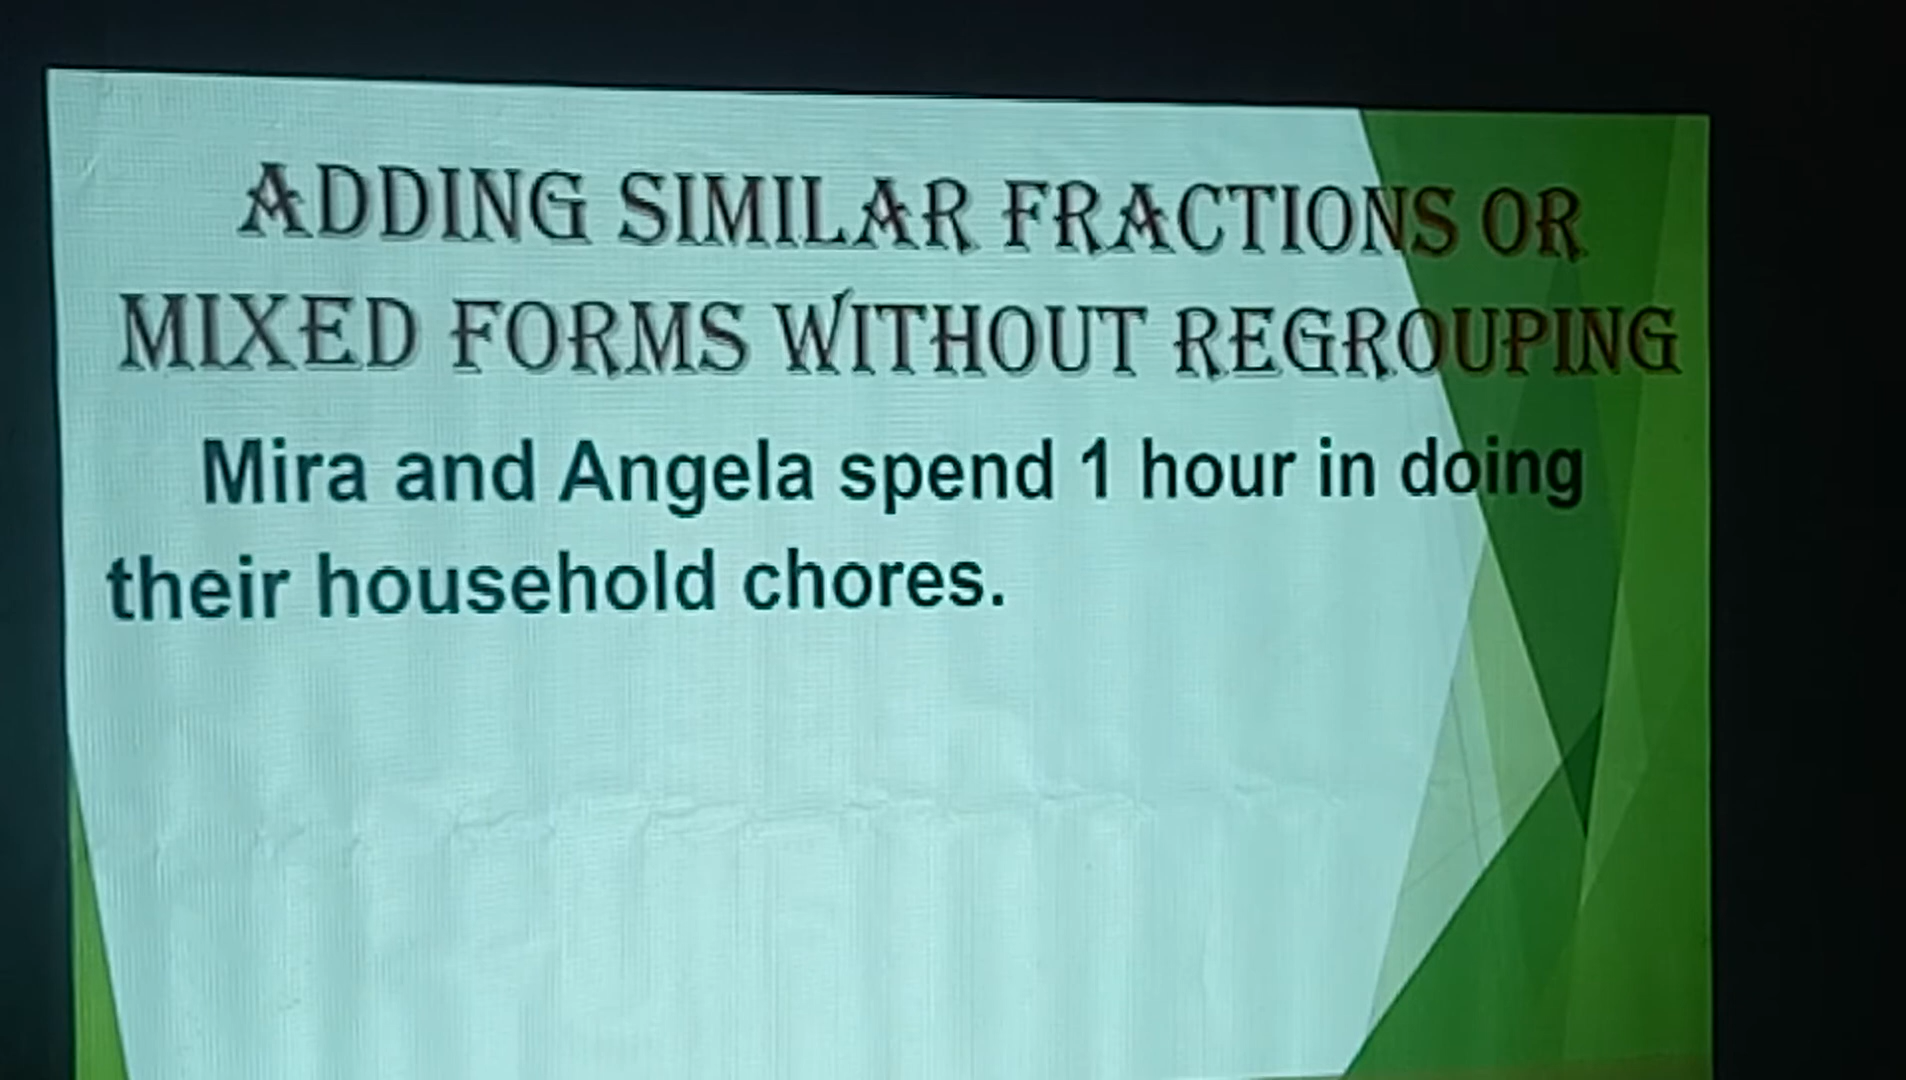 ADDING SIMILAR FRACTIONS OR
MIXED FORMS WITHOUT REGROUPING
Mira and Angela spend 1 hour in doing
their household chores.